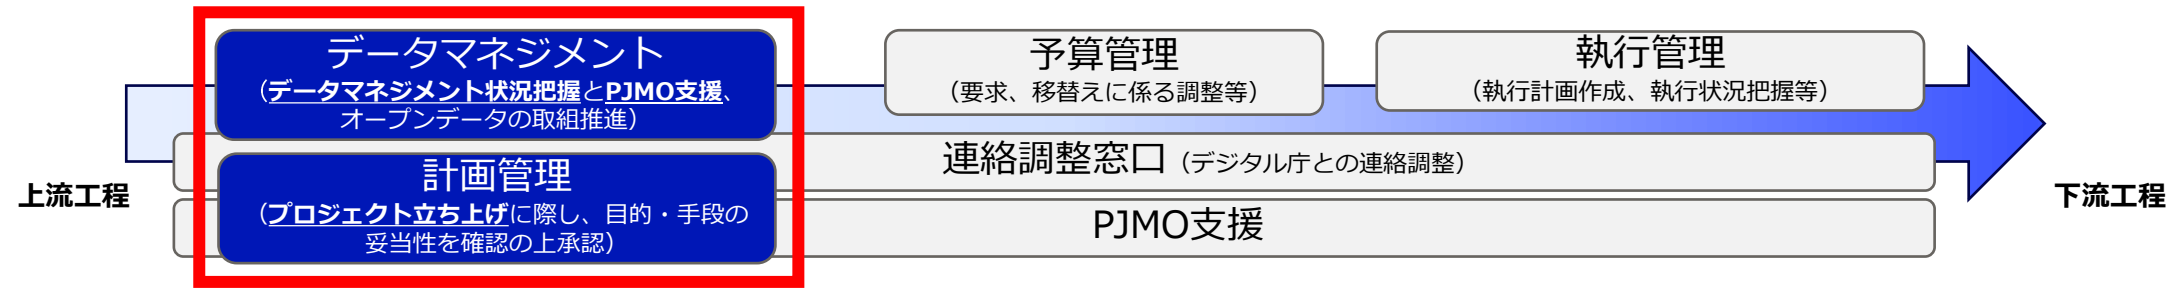 データマネジメント
（データマネジメント状況把握とPJMO支援、
オープンデータの取組推進）
予算管理
（要求、移替えに係る調整等）
執行管理
（執行計画作成、執行状況把握等）
連絡調整窓口（デジタル庁との連絡調整）
計画管理
（プロジェクト立ち上げに際し、目的・手段の
妥当性を確認の上承認）
PJMO支援
上流工程
下流工程